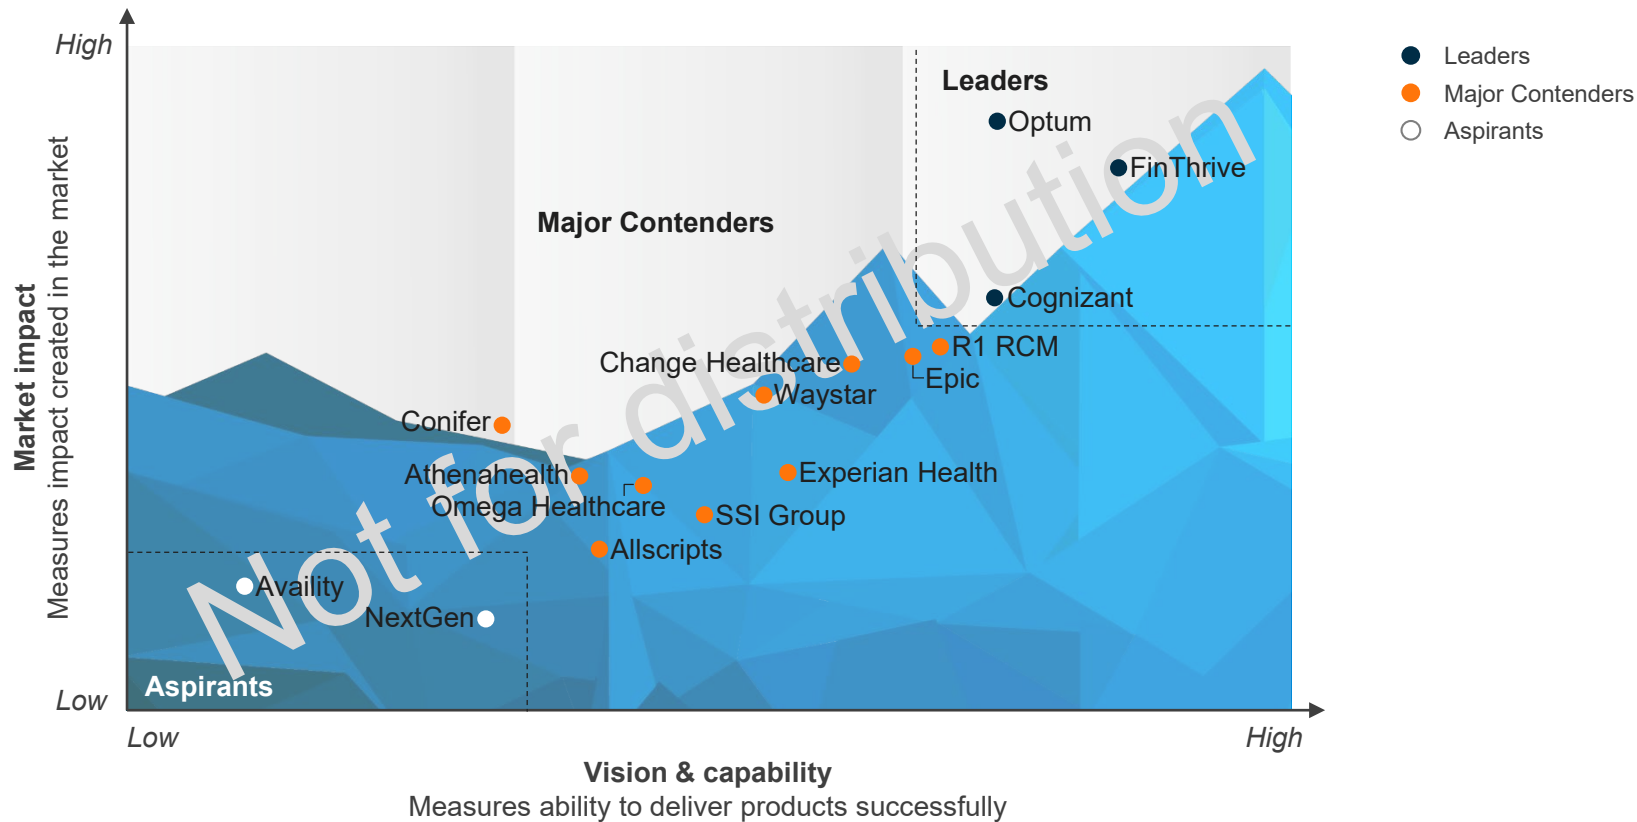 High
Leaders
Leaders
Major Contenders
Aspirants
Optum
FinThrive
Major Contenders
Cognizant
R1 RCM
Change Healthcare
Epic
Waystar
Conifer
Athenahealth
Experian Health
Omega Healthcare
SSI Group
Allscripts
Availity
NextGen
Aspirants
Not for distribution
Market impact
Measures impact created in the market
Low
Low
High
Vision & capability
Measures ability to deliver products successfully